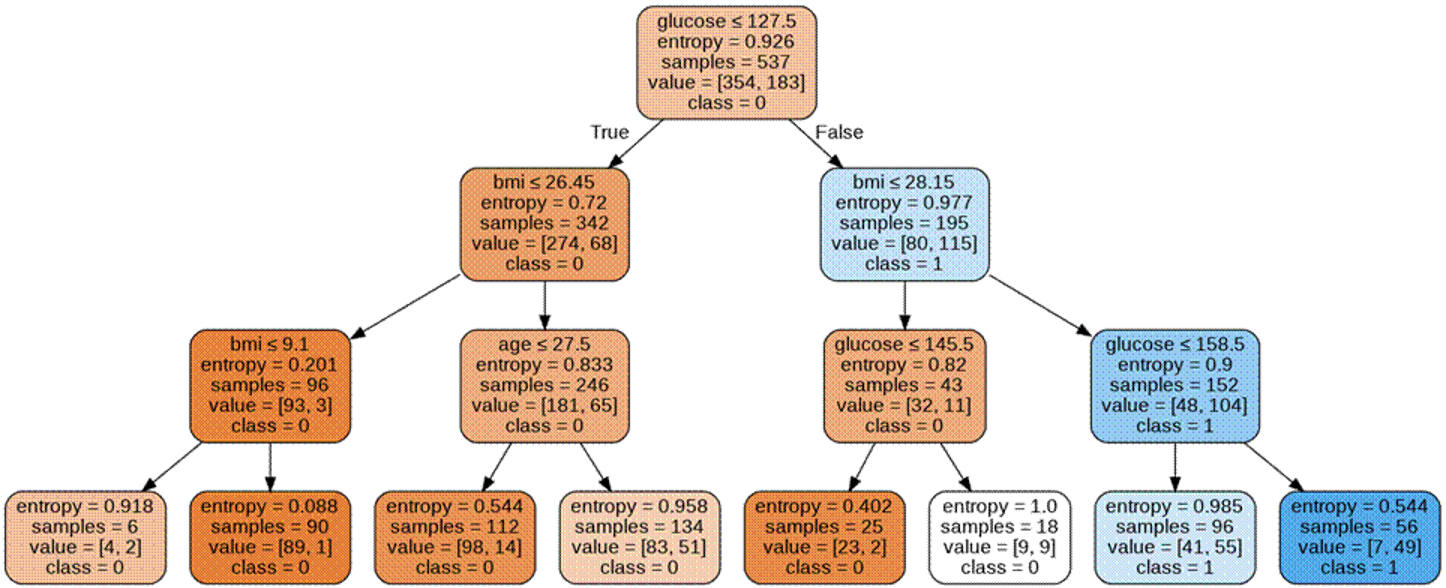 glucose ≤ 127.5
entropy = 0.926
samples = 537
value = [354, 183]
class = 0
True
False
bmi ≤ 26.45
entropy = 0.72
samples = 342
value = [274, 68]
class = 0
bmi ≤ 28.15
entropy = 0.977
samples = 195
value = [80, 115]
class = 1
bmi ≤ 9.1
entropy = 0.201
samples = 96
value = [93, 3]
class = 0
age ≤ 27.5
entropy = 0.833
samples = 246
value = [181, 65]
class = 0
glucose ≤ 145.5
entropy = 0.82
samples = 43
value = [32, 11]
class = 0
glucose ≤ 158.5
entropy = 0.9
samples = 152
value = [48, 104]
class = 1
entropy = 0.918
samples = 6
value = [4, 2]
class = 0
entropy = 0.088
samples = 90
value = [89, 1]
class = 0
entropy = 0.544
samples = 112
value = [98, 14]
class = 0
entropy = 0.958
samples = 134
value = [83, 51]
class = 0
entropy = 0.402
samples = 25
value = [23, 2]
class = 0
entropy = 1.0
samples = 18
value = [9, 9]
class = 0
entropy = 0.985
samples = 96
value = [41, 55]
class = 1
entropy = 0.544
samples = 56
value = [7, 49]
class = 1